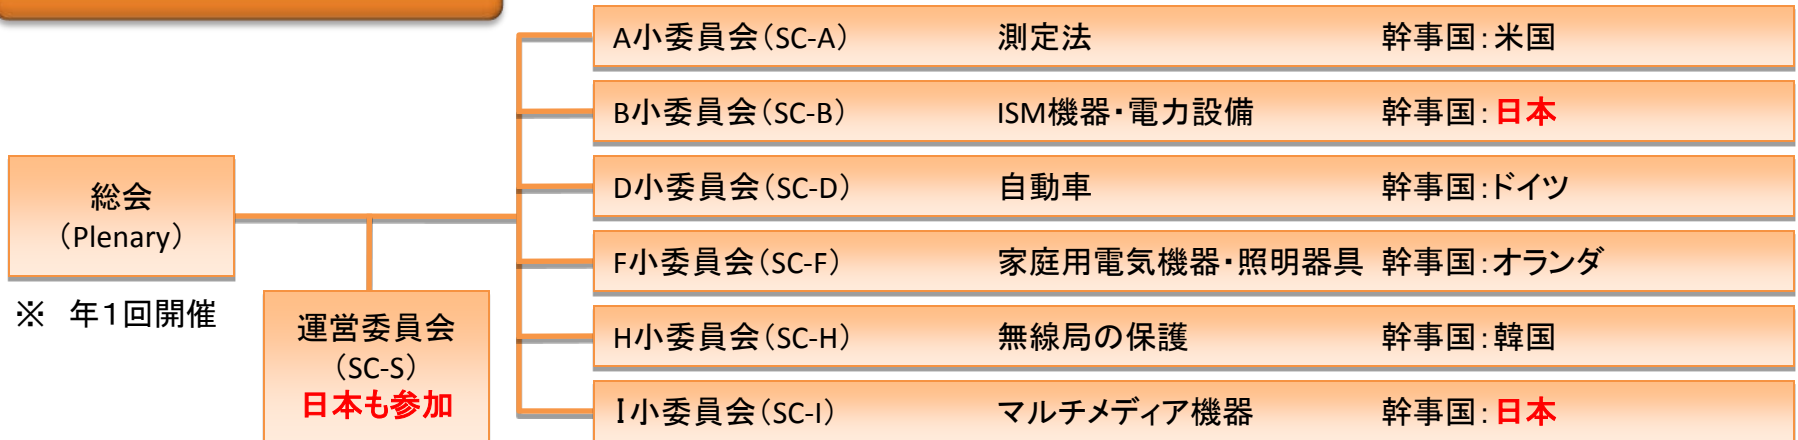 A小委員会(SC-A) 測定法 幹事国:米国
B小委員会(SC-B) ISM機器・電力設備 幹事国:日本
D小委員会(SC-D) 自動車 幹事国:ドイツ
F小委員会(SC-F) 家庭用電気機器・照明器具 幹事国:オランダ
H小委員会(SC-H) 無線局の保護 幹事国:韓国
I小委員会(SC-I) マルチメディア機器 幹事国:日本
総会
(Plenary)
※ 年1回開催
運営委員会
(SC-S)
日本も参加